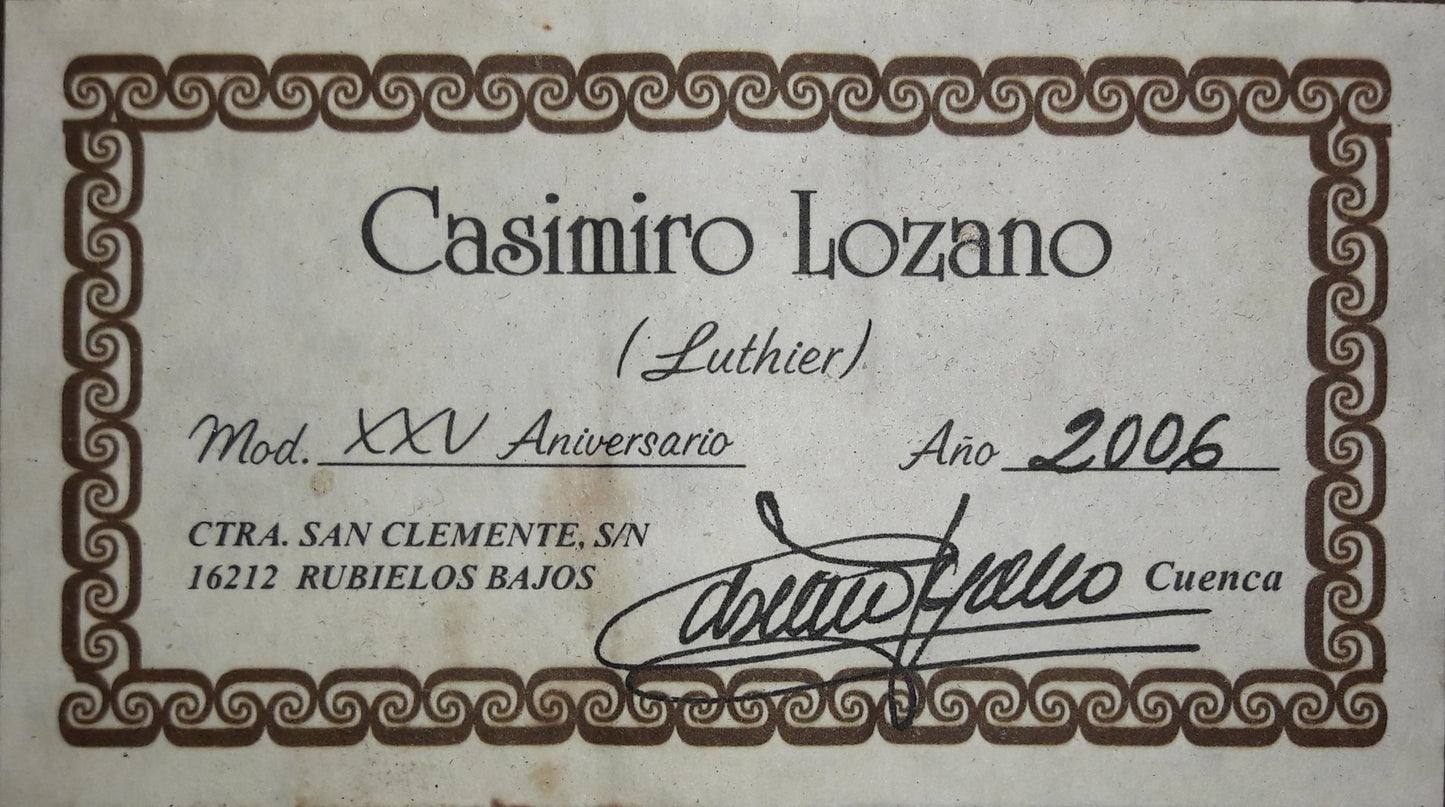 Casimiro Lozano
(Luthier)
Mod. XXV Aniversario Año 2006
CTRA. SAN CLEMENTE, S/N
16212 RUBIELOS BAJOS Cuenca